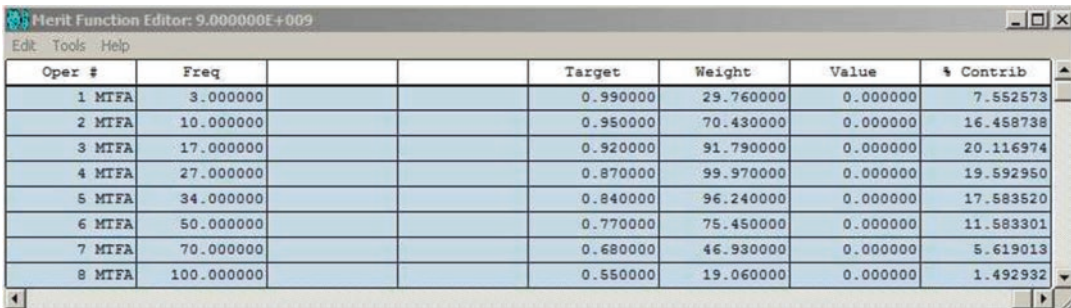 Merit Function Editor: 9.000000E+009
Edit Tools Help
Oper # Freq Target Weight Value % Contrib
1 MTFA 3.000000 0.990000 29.760000 0.000000 7.552573
2 MTFA 10.000000 0.950000 70.430000 0.000000 16.458738
3 MTFA 17.000000 0.920000 91.790000 0.000000 20.116974
4 MTFA 27.000000 0.870000 99.970000 0.000000 19.592950
5 MTFA 34.000000 0.840000 96.240000 0.000000 17.583520
6 MTFA 50.000000 0.770000 75.450000 0.000000 11.583301
7 MTFA 70.000000 0.680000 46.930000 0.000000 5.619013
8 MTFA 100.000000 0.550000 19.060000 0.000000 1.492932